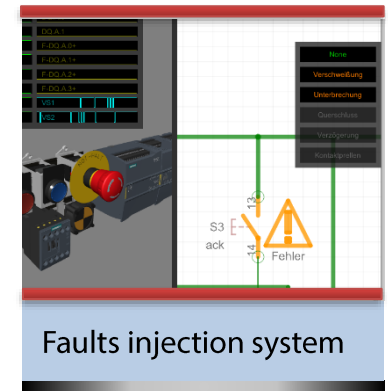 DQ.A.1
F-DQ.A.0+
F-DQ.A.1+
F-DQ.A.2+
F-DQ.A.3+
VS1
VS2
None
Verschweißung
Unterbrechung
Querschluss
Verzögerung
Kontaktprellen
13
S3
ack
14
Fehler
Faults injection system